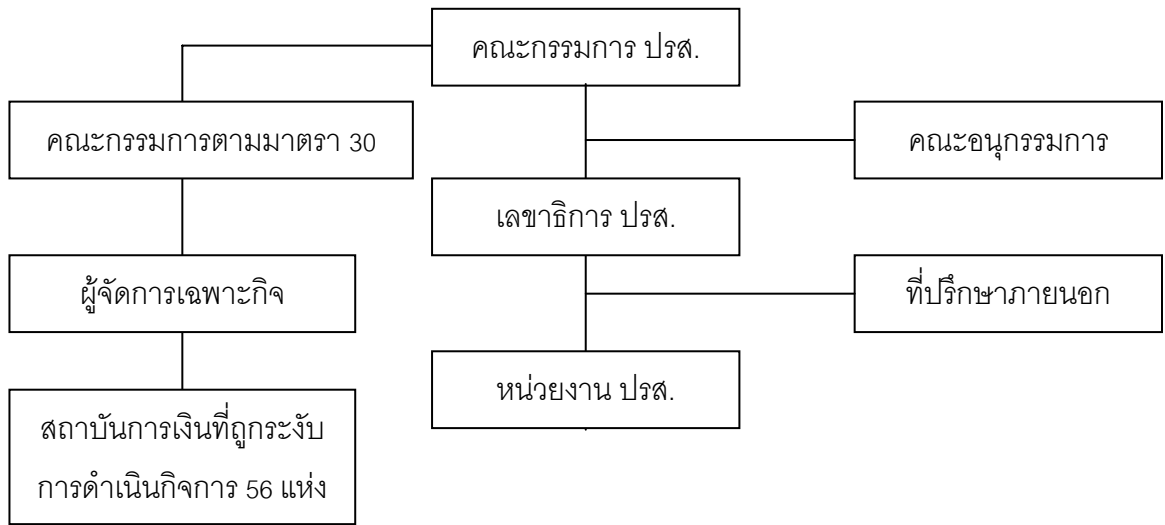 คณะกรรมการ ปรส.
คณะกรรมการตามมาตรา 30
คณะอนุกรรมการ
เลขาธิการ ปรส.
ผู้จัดการเฉพาะกิจ
ที่ปรึกษาภายนอก
หน่วยงาน ปรส.
สถาบันการเงินที่ถูกระงับ
การดำเนินกิจการ 56 แห่ง